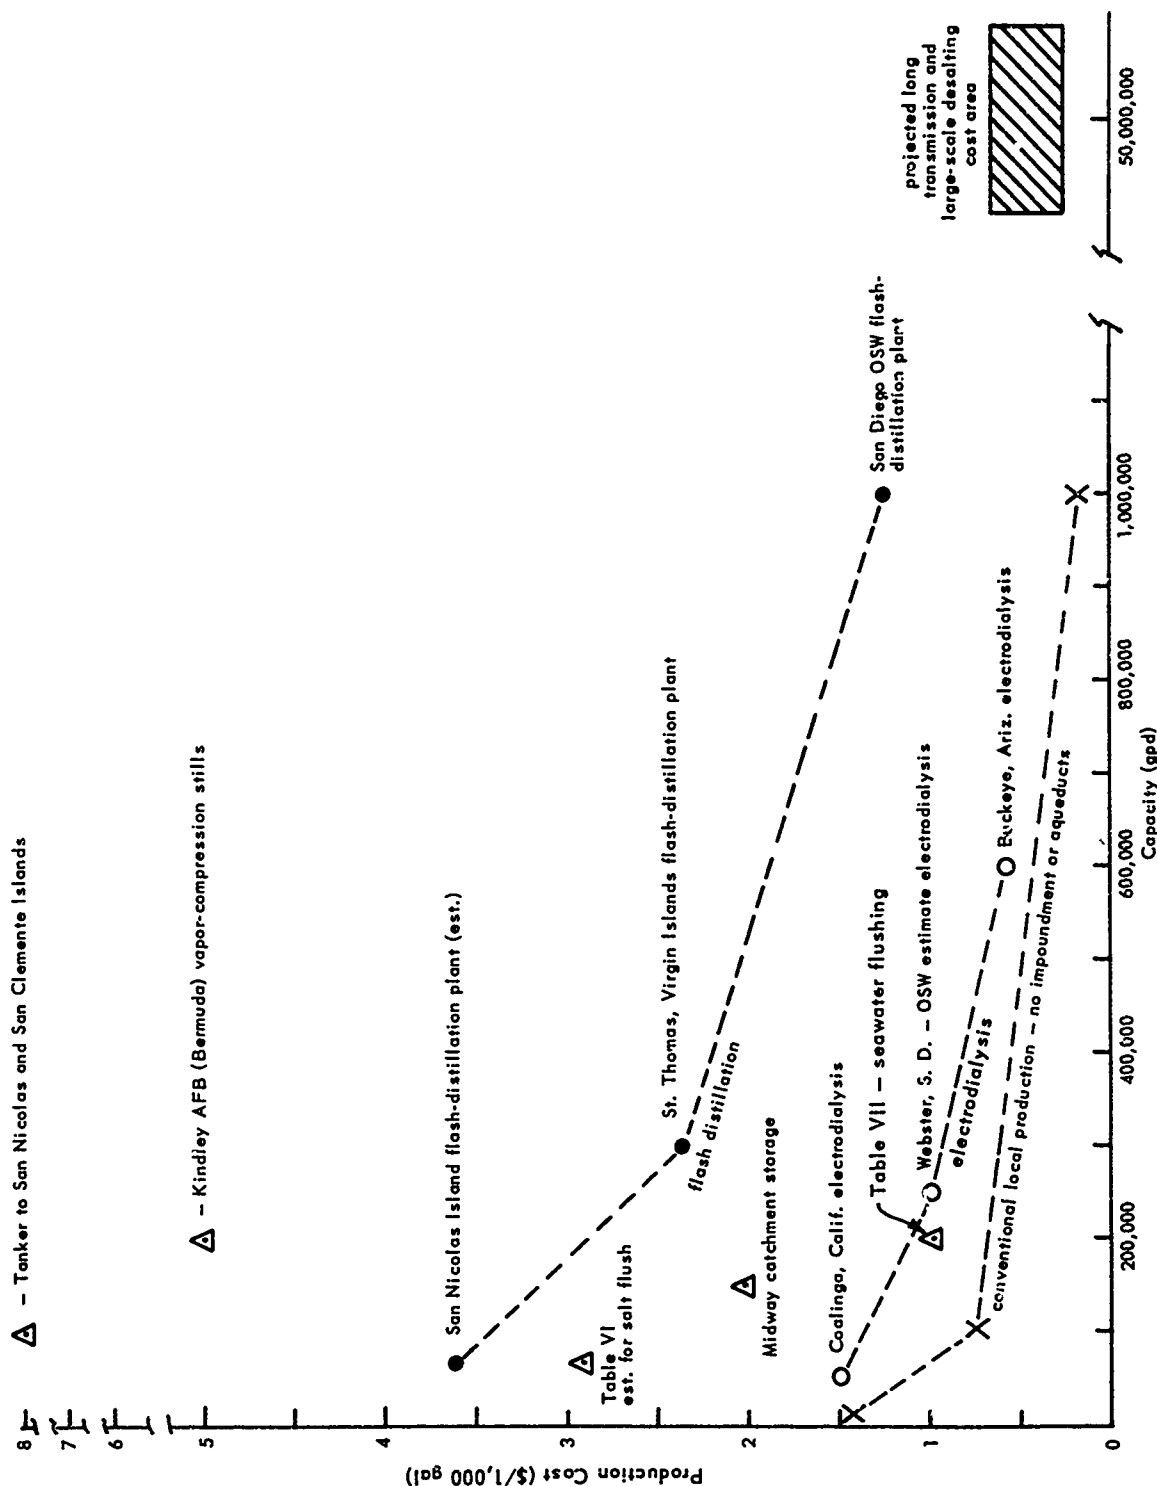 8
7
6
5
4
3
2
1
0
Production Cost ($/1,000 gal)
– Tanker to San Nicolas and San Clemente Islands
– Kindley AFB (Bermuda) vapor-compression stills
San Nicolas Island flash-distillation plant (est.)
Table VI
est. for salt flush
St. Thomas, Virgin Islands flash-distillation plant
flash distillation
Midway catchment storage
San Diego OSW flash-
distillation plant
Coalinga, Calif. electrodialysis
Table VII – seawater flushing
Webster, S. D. – OSW estimate electrodialysis
electrodialysis
Buckeye, Ariz. electrodialysis
conventional local production – no impoundment or aqueducts
projected long
transmission and
large-scale desalting
cost area
200,000
400,000
600,000
800,000
1,000,000
50,000,000
Capacity (gpd)